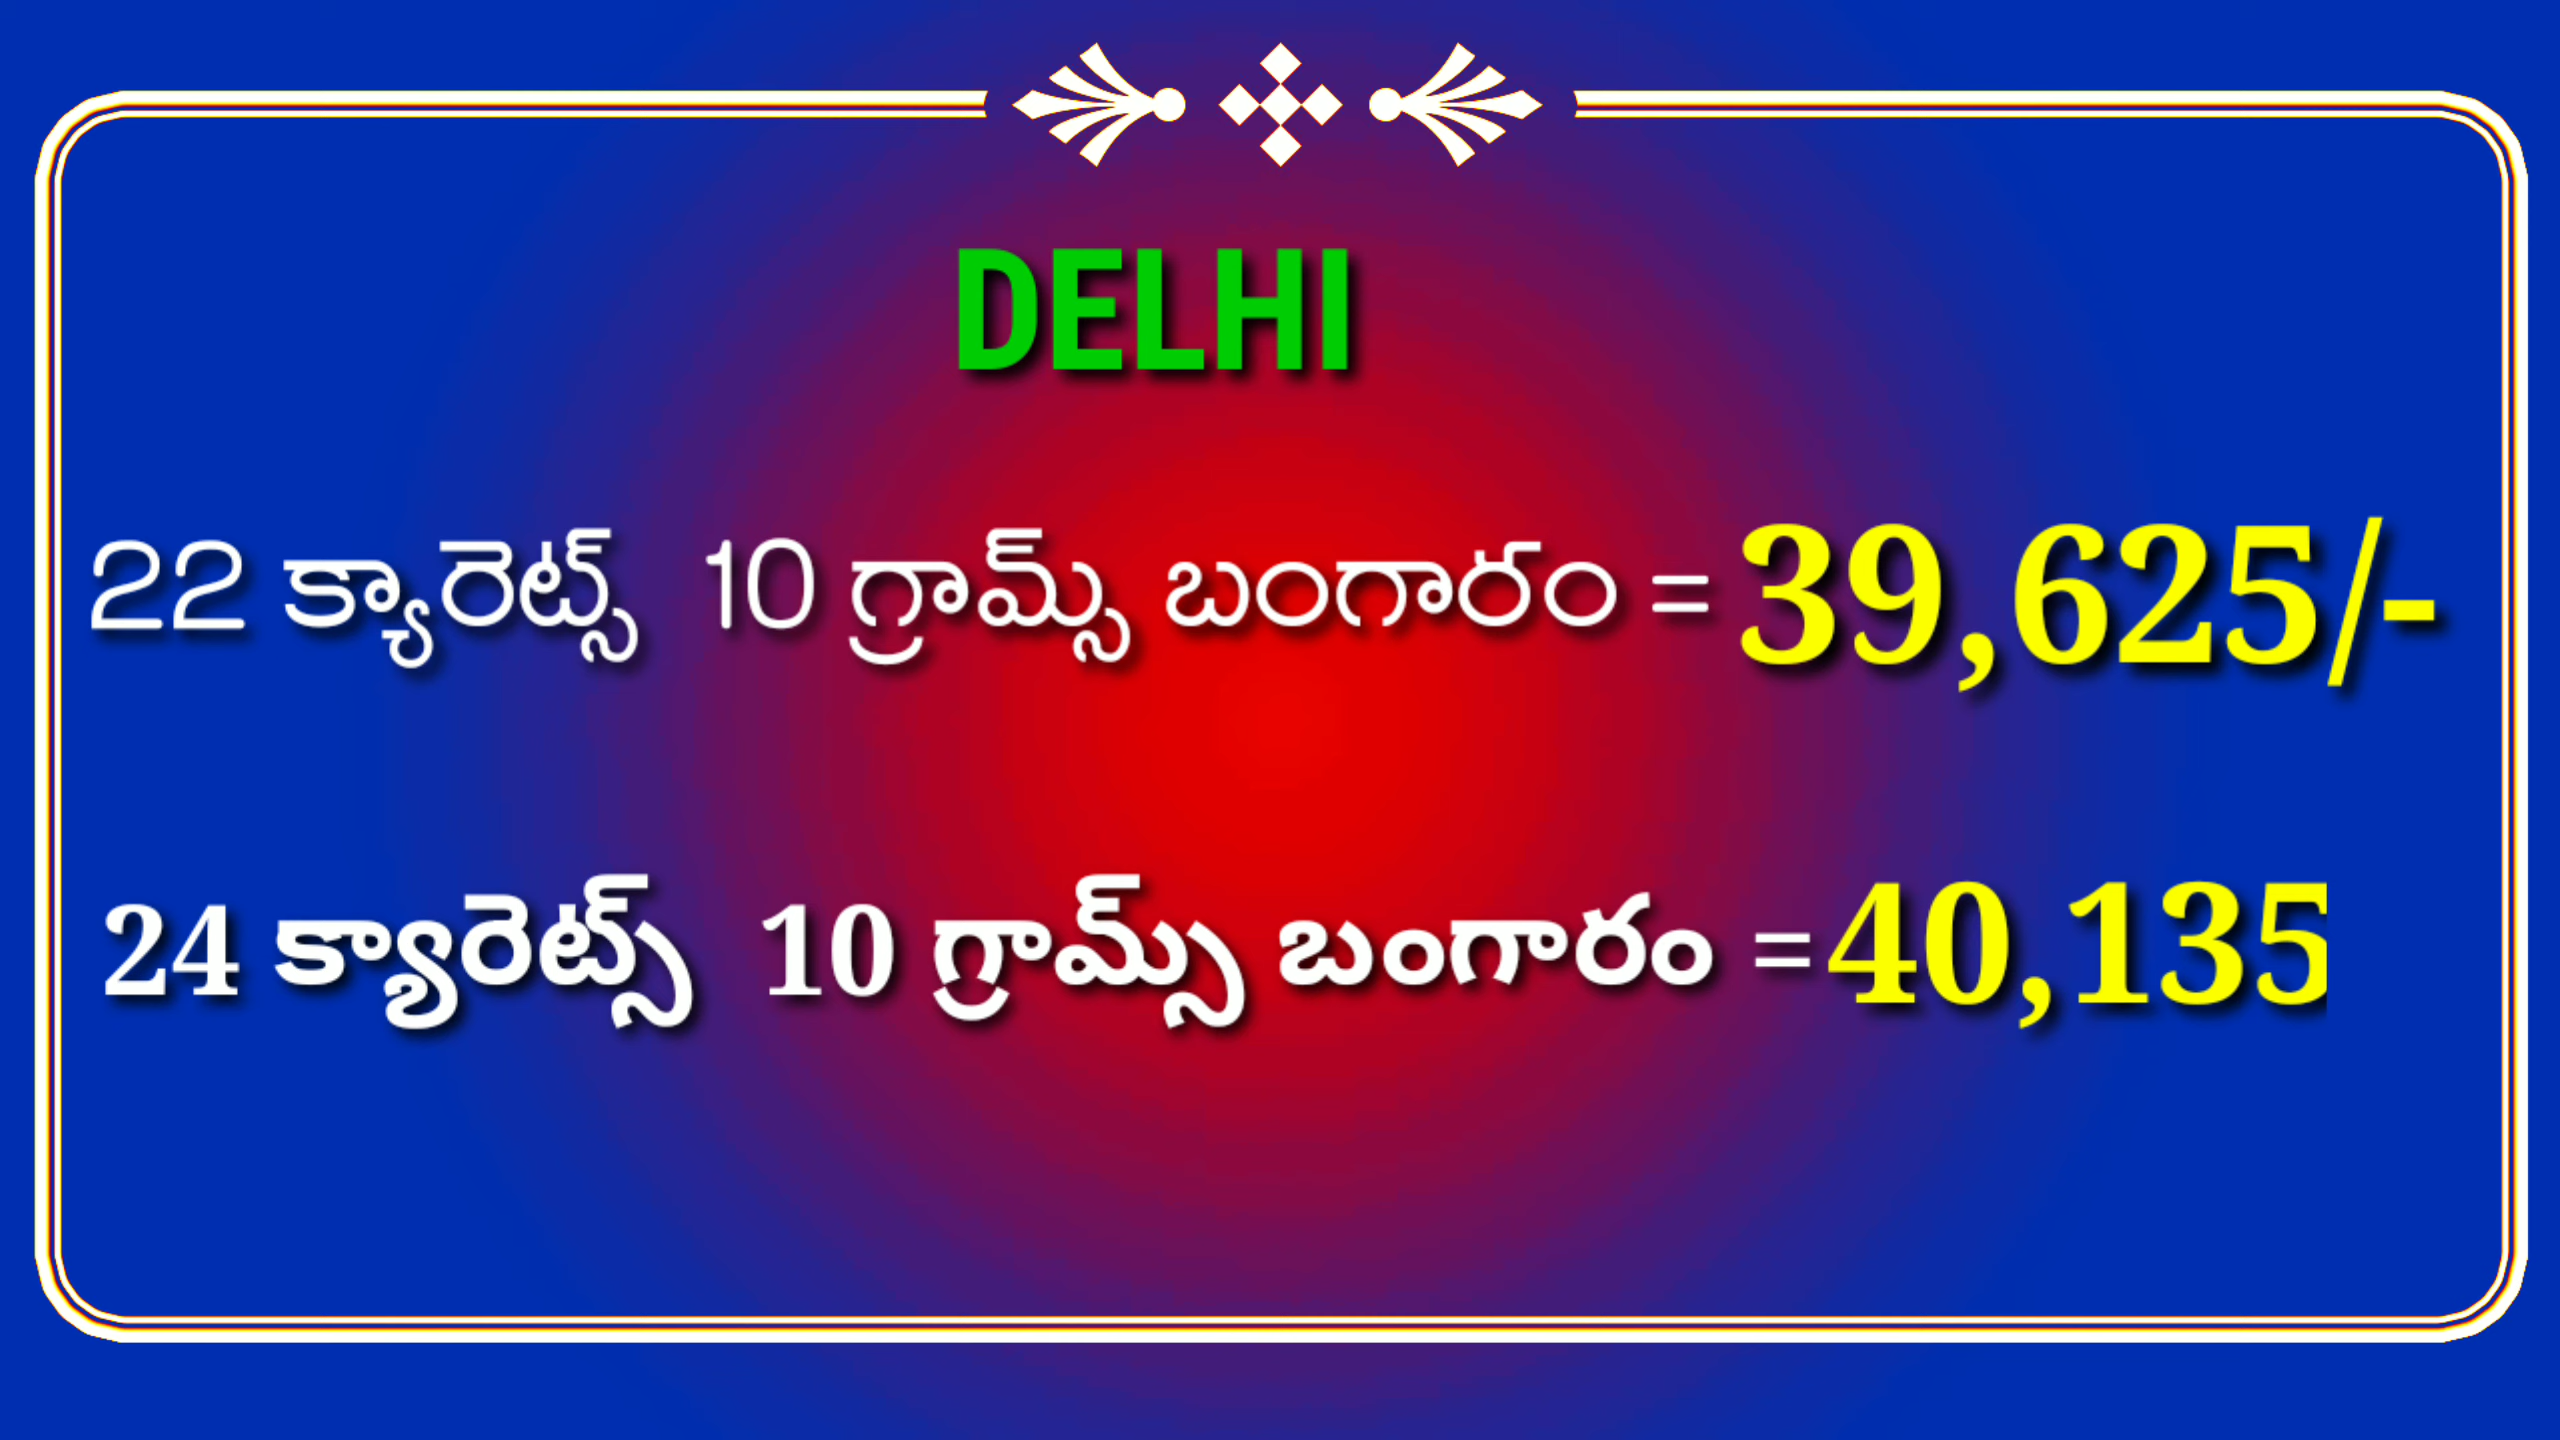 DELHI
22 క్యారెట్స్ 10 గ్రామ్స్ బంగారం = 39,625/-
24 క్యారెట్స్ 10 గ్రామ్స్ బంగారం =40,135